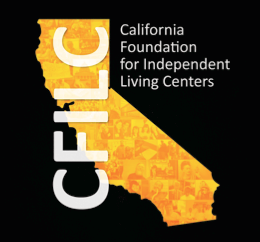 CFILC
California
Foundation
for Independent
Living Centers